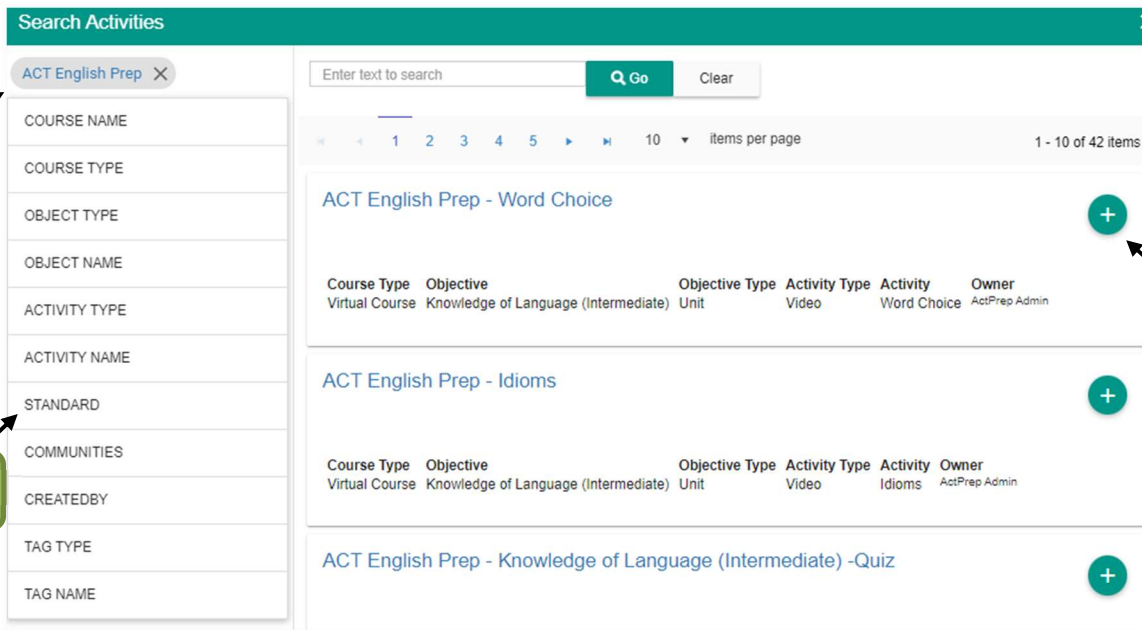 Search Activities
ACT English Prep
COURSE NAME
COURSE TYPE
OBJECT TYPE
OBJECT NAME
ACTIVITY TYPE
ACTIVITY NAME
STANDARD
COMMUNITIES
CREATEDBY
TAG TYPE
TAG NAME
Enter text to search Go Clear
1 2 3 4 5 10 items per page 1 - 10 of 42 items
ACT English Prep - Word Choice
Course Type Objective Objective Type Activity Type Activity Owner
Virtual Course Knowledge of Language (Intermediate) Unit Video Word Choice ActPrep Admin
ACT English Prep - Idioms
Course Type Objective Objective Type Activity Type Activity Owner
Virtual Course Knowledge of Language (Intermediate) Unit Video Idioms ActPrep Admin
ACT English Prep - Knowledge of Language (Intermediate) -Quiz